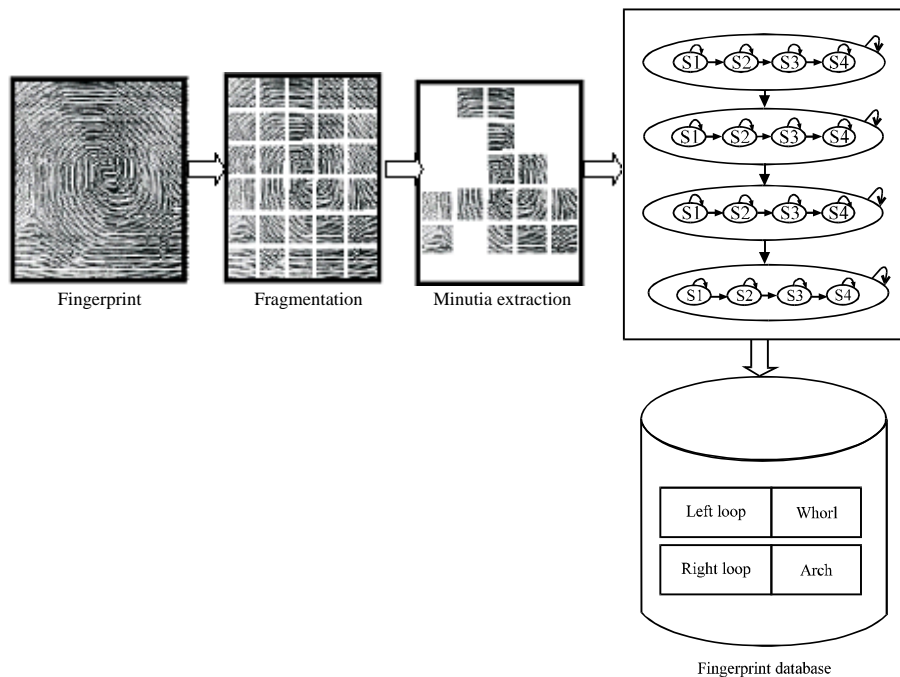 Fingerprint
Fragmentation
Minutia extraction
S1 S2 S3 S4
S1 S2 S3 S4
S1 S2 S3 S4
S1 S2 S3 S4
Left loop Whorl
Right loop Arch
Fingerprint database